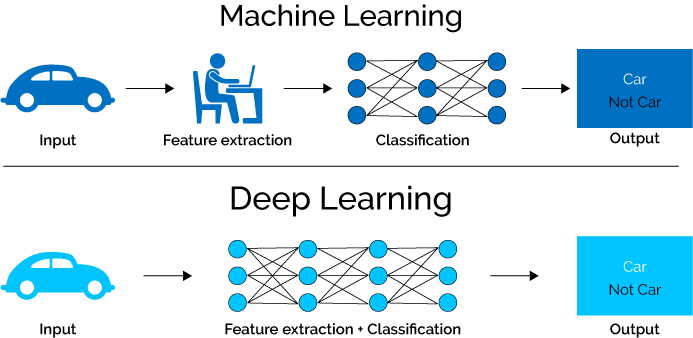 Machine Learning
Car
Not Car
Input
Feature extraction
Classification
Output
Deep Learning
Car
Not Car
Input
Feature extraction + Classification
Output